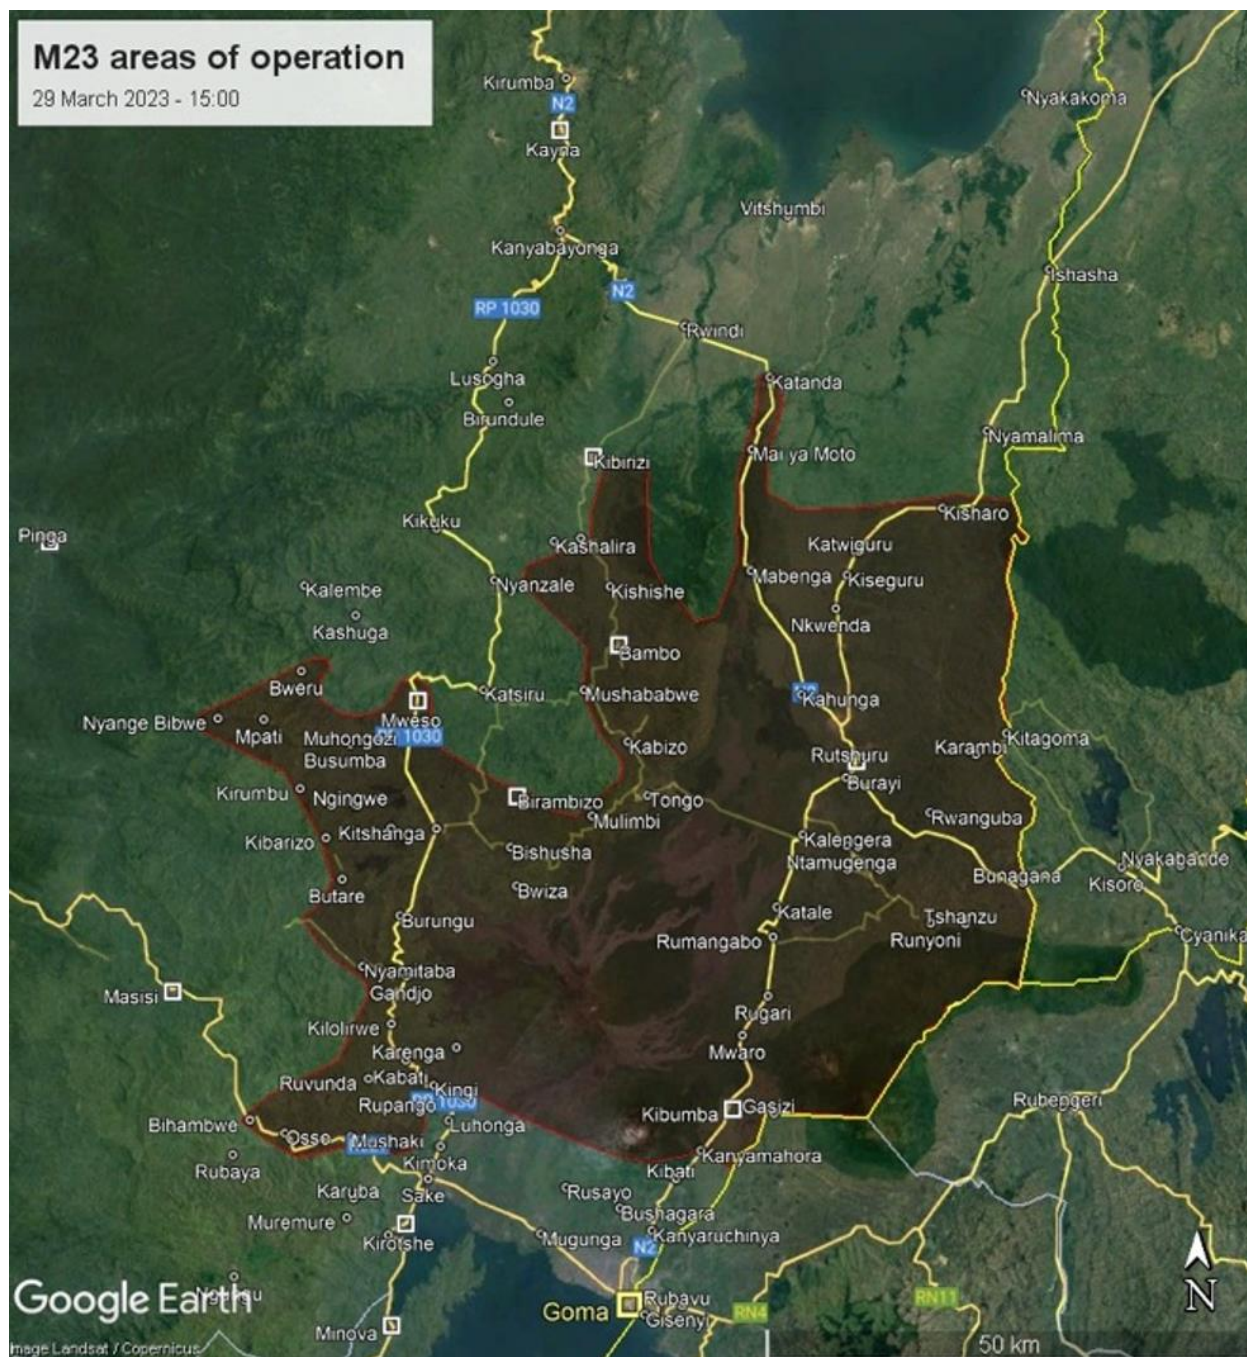 M23 areas of operation
29 March 2023 - 15:00
Kirumba
N2
Kayna
Nyakakoma
Vitshumbi
Kanyabayonga
Ishasha
N2
RP 1030
Rwindi
Lusogha
Katanda
Birundule
Nyamalima
Mai ya Moto
Kibirizi
Kisharo
Kikuku
Pinga
Kashalira
Katwiguru
Nyanzale
Mabenga
Kiseguru
Kalembe
Kishishe
Kashuga
Nkwenda
Bambo
Bweru
Katsiru
Mushababwe
Kahunga
Nyange Bibwe
Mpati
Mweso
Muhongozi
1030
Kabizo
Karambi
Kitagoma
Busumba
Rutshuru
Burayi
Kirumbu
Ngingwe
Birambizo
Tongo
Mulimbi
Rwanguba
Kibarizo
Kitshanga
Kalengera
Bishusha
Ntamugenga
Nyakabande
Bunagana
Kisoro
Butare
Bwiza
Burungu
Katale
Tshanzu
Rumangabo
Runyoni
Cyanika
Nyamitaba
Masisi
Gandjo
Rugari
Kilolirwe
Karenga
Mwaro
Ruvunda
Kabati
Kingi
Rupango
1030
Kibumba
Gasizi
Rubengeri
Bihambwe
Osso
Mushaki
Luhonga
Kimoka
Kanyamahora
Rubaya
Kibati
Karuba
Sake
Rusayo
Muremure
Bushagara
Kirotshe
Mugunga
Kanyaruchinya
N2
Google Earth
Ngungu
Goma
Rubavu
Gisenyi
RN4
RN11
N
Minova
Image Landsat / Copernicus
50 km